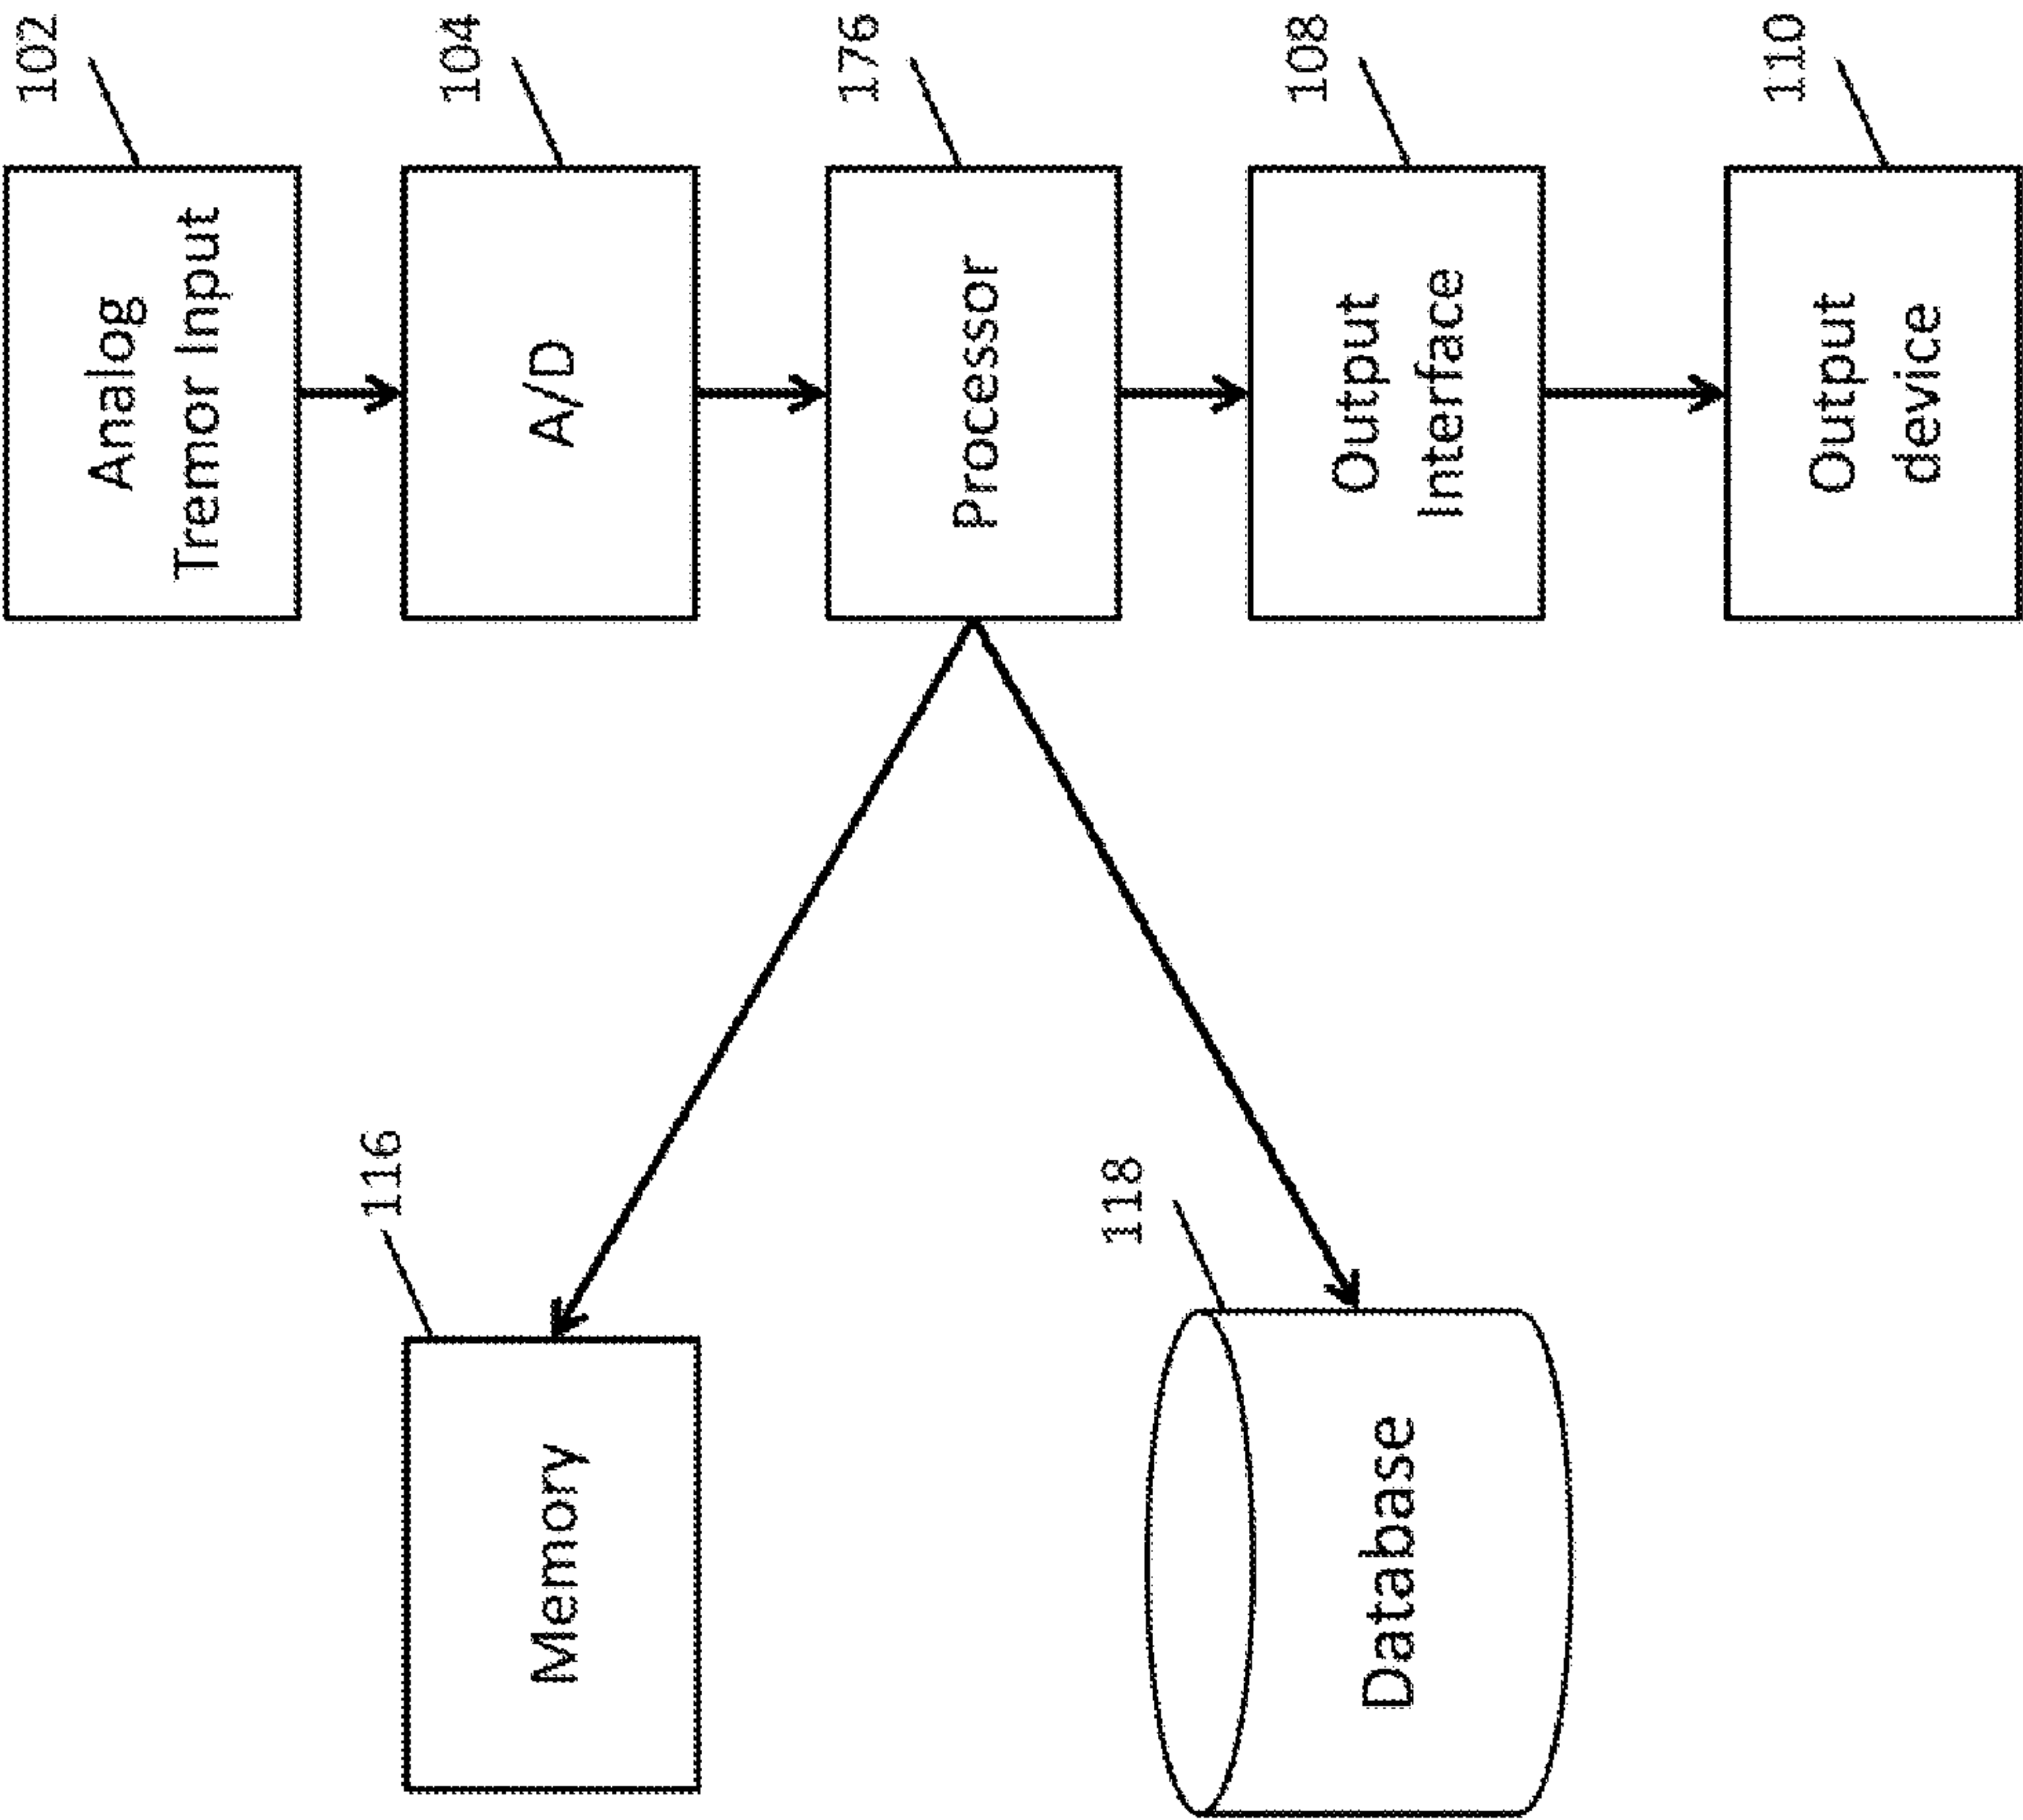 102
Analog
Tremor Input
104
A/D
176
Processor
108
Output
Interface
110
Output
device
116
Memory
118
Database